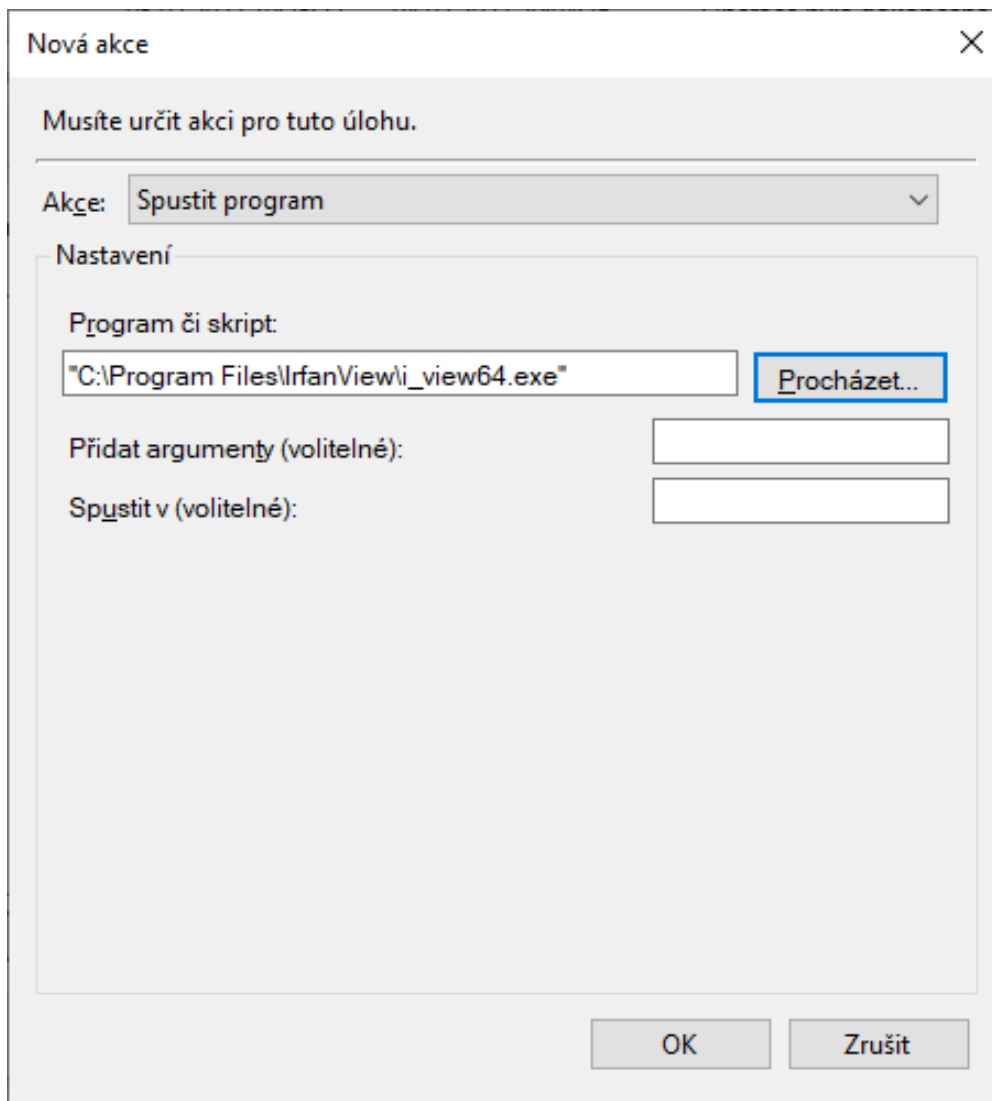 Nová akce
Musíte určit akci pro tuto úlohu.
Akce: Spustit program
Nastavení
Program či skript:
"C:\Program Files\IrfanView\i_view64.exe" Procházet...
Přidat argumenty (volitelné):
Spustit v (volitelné):
OK Zrušit